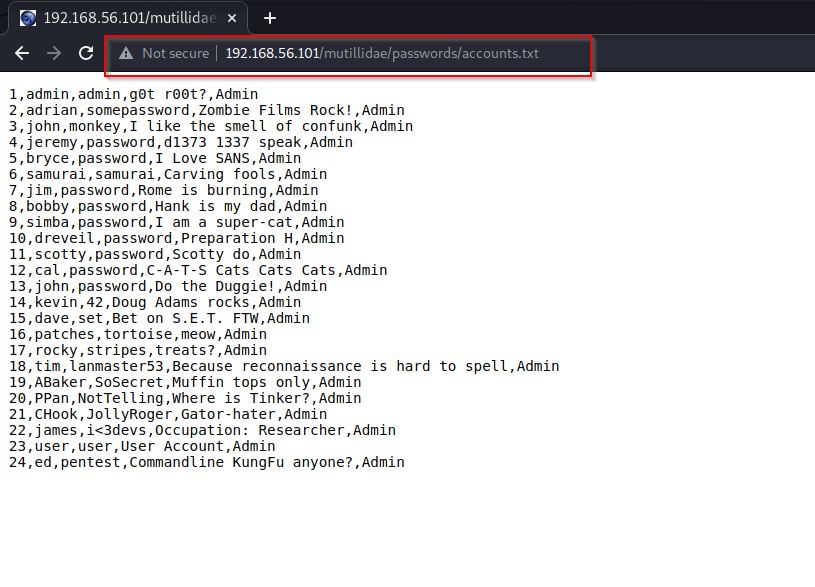 192.168.56.101/mutillidae
Not secure | 192.168.56.101/mutillidae/passwords/accounts.txt
1,admin,admin,g0t r00t?,Admin
2,adrian,somepassword,Zombie Films Rock!,Admin
3,john,monkey,I like the smell of confunk,Admin
4,jeremy,password,d1373 1337 speak,Admin
5,bryce,password,I Love SANS,Admin
6,samurai,samurai,Carving fools,Admin
7,jim,password,Rome is burning,Admin
8,bobby,password,Hank is my dad,Admin
9,simba,password,I am a super-cat,Admin
10,dreveil,password,Preparation H,Admin
11,scotty,password,Scotty do,Admin
12,cal,password,C-A-T-S Cats Cats Cats,Admin
13,john,password,Do the Duggie!,Admin
14,kevin,42,Doug Adams rocks,Admin
15,dave,set,Bet on S.E.T. FTW,Admin
16,patches,tortoise,meow,Admin
17,rocky,stripes,treats?,Admin
18,tim,lanmaster53,Because reconnaissance is hard to spell,Admin
19,ABaker,SoSecret,Muffin tops only,Admin
20,PPan,NotTelling,Where is Tinker?,Admin
21,CHook,JollyRoger,Gator-hater,Admin
22,james,i<3devs,Occupation: Researcher,Admin
23,user,user,User Account,Admin
24,ed,pentest,Commandline KungFu anyone?,Admin